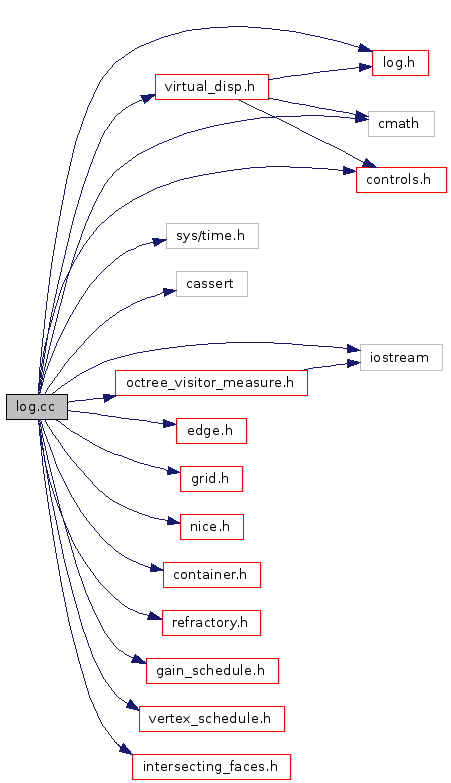 log.h
virtual_disp.h
cmath
controls.h
sys/time.h
cassert
iostream
octree_visitor_measure.h
log.cc
edge.h
grid.h
nice.h
container.h
refractory.h
gain_schedule.h
vertex_schedule.h
intersecting_faces.h